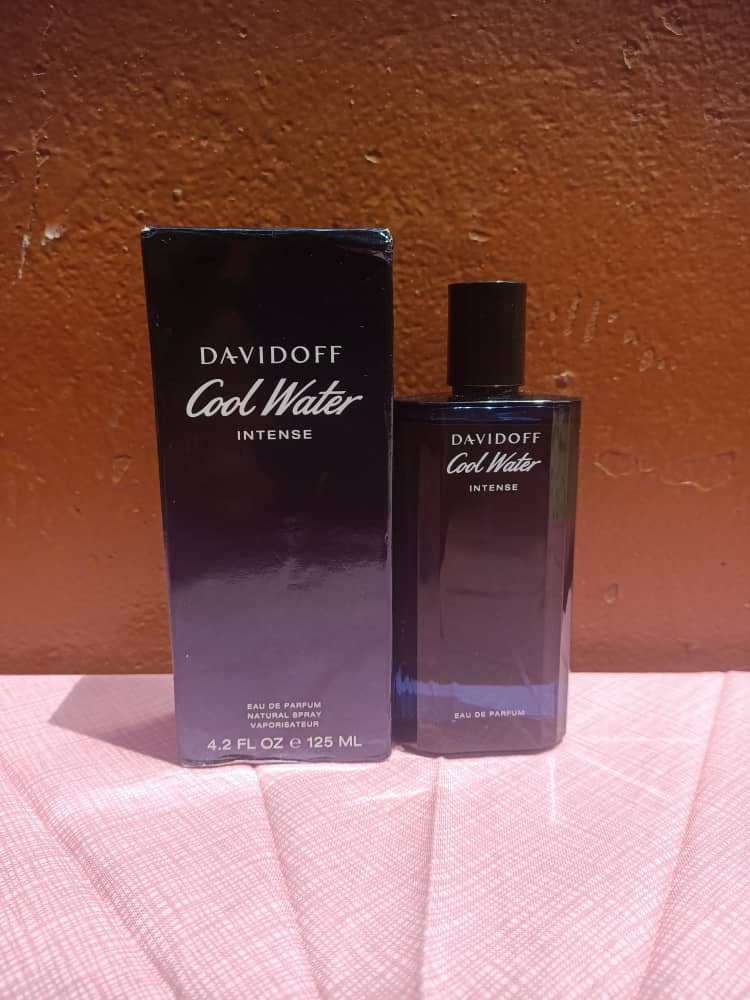 DAVIDOFF
Cool Water
INTENSE
EAU DE PARFUM
NATURAL SPRAY
VAPORISATEUR
4.2 FL OZ e 125 ML
DAVIDOFF
Cool Water
INTENSE
EAU DE PARFUM